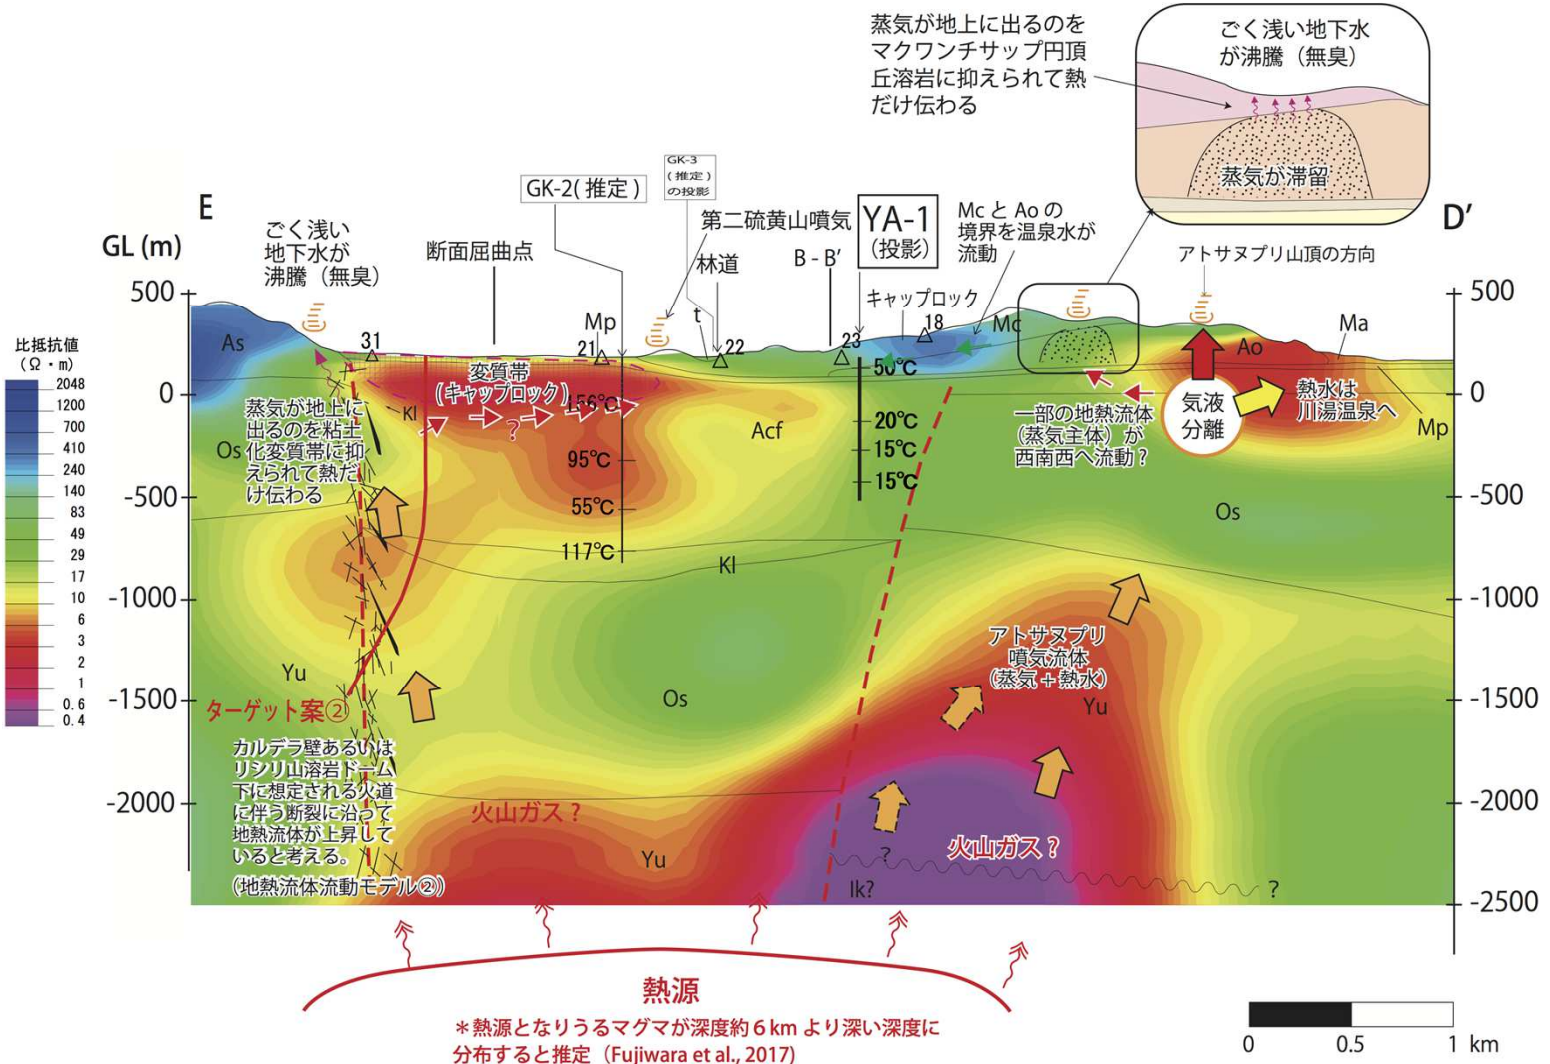 蒸気が地上に出るのを
マクワンチサップ円頂
丘溶岩に抑えられて熱
だけ伝わる
ごく浅い地下水
が沸騰（無臭）
蒸気が滞留
E
D’
GL (m)
ごく浅い
地下水が
沸騰（無臭）
断面屈曲点
GK-2( 推定 )
GK-3
（推定）
の投影
第二硫黄山噴気
林道
B - B’
YA-1
（投影）
Mc と Ao の
境界を温泉水が
流動
キャップロック
アトサヌプリ山頂の方向
500
0
-500
-1000
-1500
-2000
500
0
-500
-1000
-1500
-2000
-2500
比抵抗値
（Ω・m）
2048
1200
700
410
240
140
83
49
29
17
10
6
3
2
1
0. 6
0. 4
As
31
Mp
21
t
22
23
18
Mc
Ao
Ma
Mp
変質帯
（キャップロック）
Kl
?
156℃
95℃
55℃
117℃
50℃
20℃
15℃
15℃
Acf
Os
蒸気が地上に
出るのを粘土
化変質帯に抑
えられて熱だ
け伝わる
一部の地熱流体
（蒸気主体）が
西南西へ流動？
気液
分離
熱水は
川湯温泉へ
Os
Kl
Yu
Os
ターゲット案②
アトサヌプリ
噴気流体
（蒸気＋熱水）
Yu
カルデラ壁あるいは
リシリ山溶岩ドーム
下に想定される火道
に伴う断裂に沿って
地熱流体が上昇して
いると考える。
（地熱流体流動モデル②）
火山ガス？
Yu
火山ガス？
?
Ik?
?
熱源
＊熱源となりうるマグマが深度約 6 km より深い深度に
分布すると推定（Fujiwara et al., 2017)
0 0.5 1 km